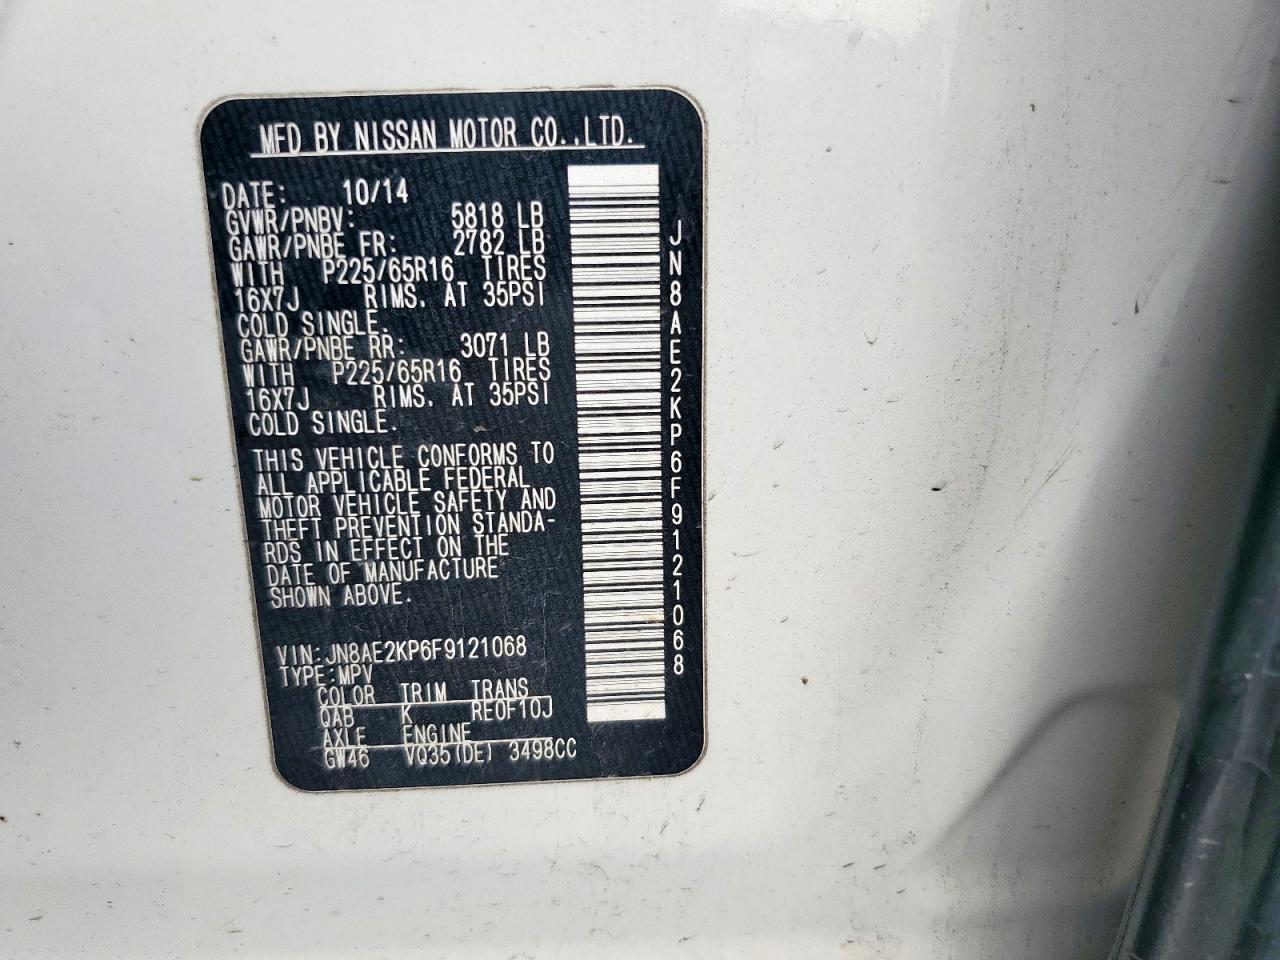 MFD BY NISSAN MOTOR CO.,LTD.
DATE: 10/14
GVWR/PNBV: 5818 LB
GAWR/PNBE FR: 2782 LB
WITH P225/65R16 TIRES
16X7J RIMS. AT 35PSI
COLD SINGLE.
GAWR/PNBE RR: 3071 LB
WITH P225/65R16 TIRES
16X7J RIMS. AT 35PSI
COLD SINGLE.
THIS VEHICLE CONFORMS TO
ALL APPLICABLE FEDERAL
MOTOR VEHICLE SAFETY AND
THEFT PREVENTION STANDA-
RDS IN EFFECT ON THE
DATE OF MANUFACTURE
SHOWN ABOVE.
VIN:JN8AE2KP6F9121068
TYPE:MPV
COLOR TRIM TRANS
QAB K RE0F10J
AXLE ENGINE
GW46 VQ35(DE) 3498CC
JN8AE2KP6F9121068